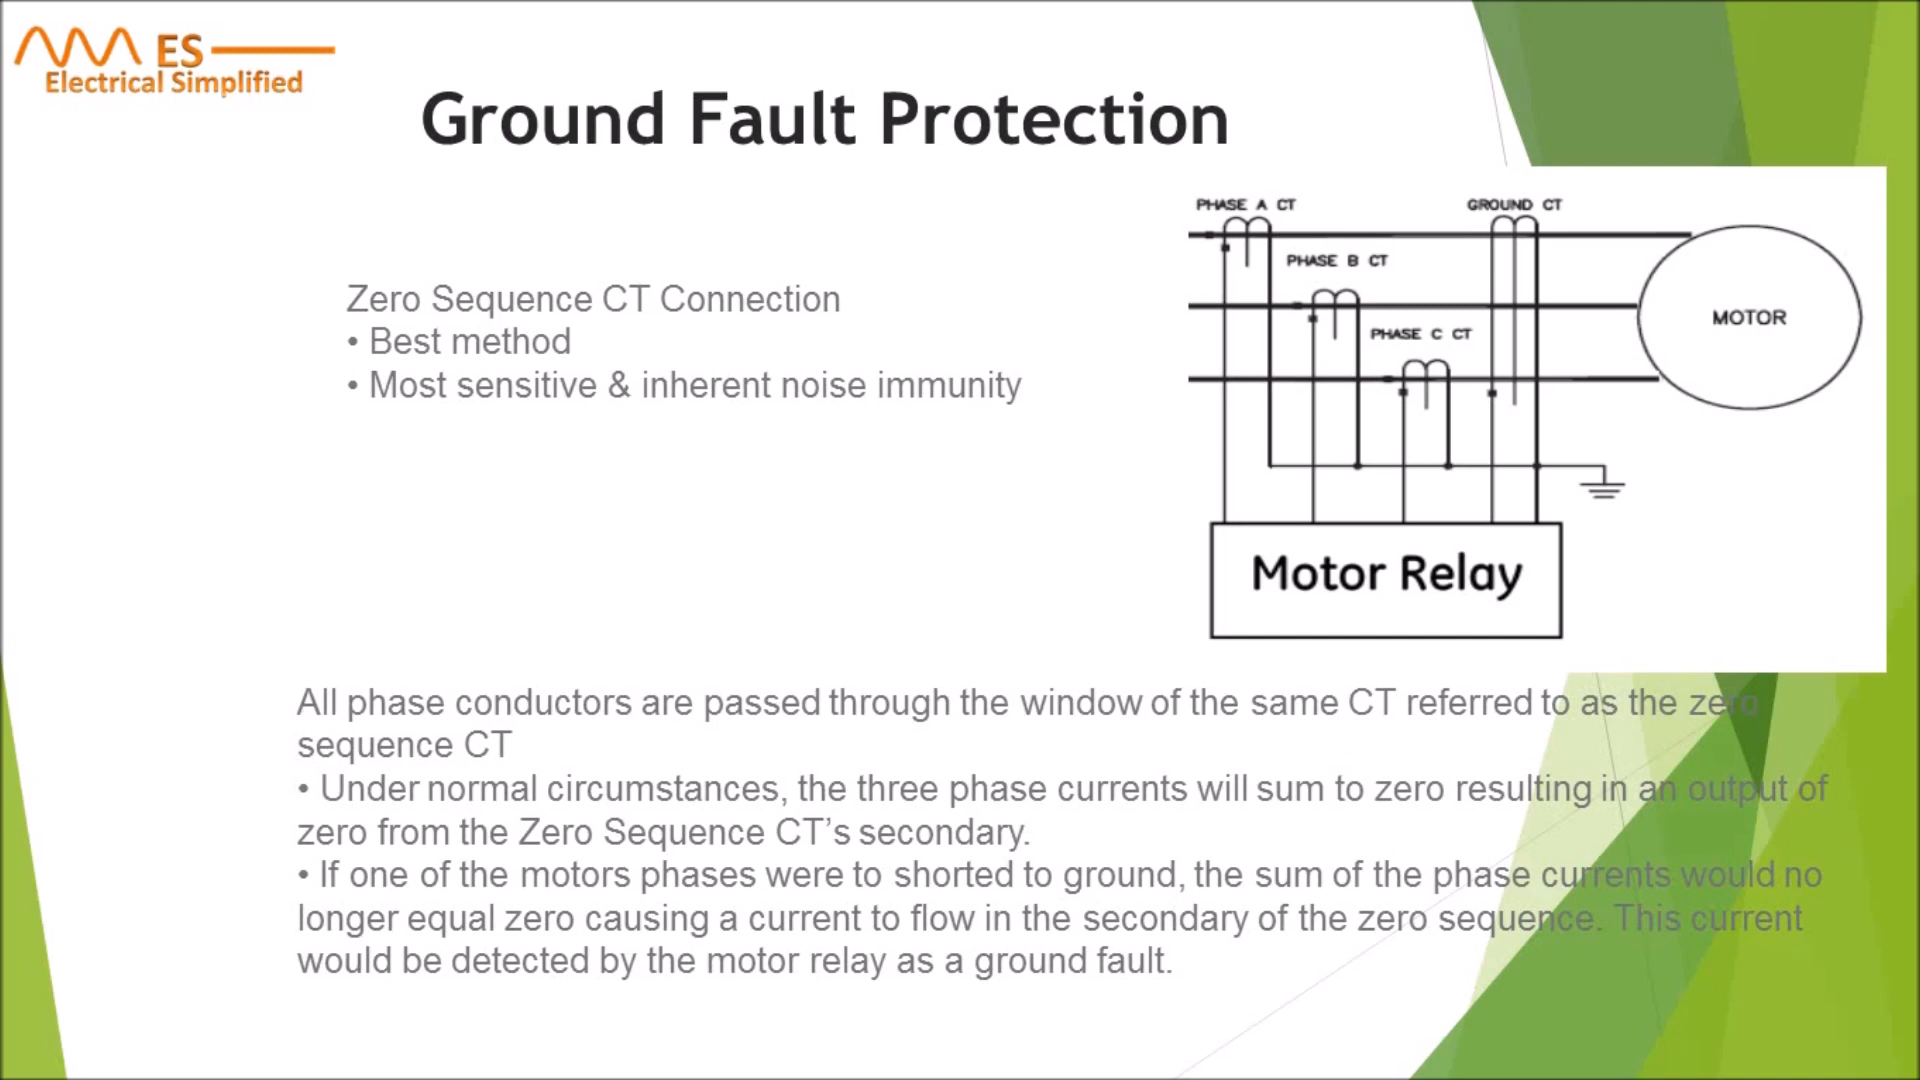 ES
Electrical Simplified
Ground Fault Protection
PHASE A CT
GROUND CT
PHASE B CT
PHASE C CT
MOTOR
Motor Relay
Zero Sequence CT Connection
• Best method
• Most sensitive & inherent noise immunity
All phase conductors are passed through the window of the same CT referred to as the zero
sequence CT
• Under normal circumstances, the three phase currents will sum to zero resulting in an output of
zero from the Zero Sequence CT’s secondary.
• If one of the motors phases were to shorted to ground, the sum of the phase currents would no
longer equal zero causing a current to flow in the secondary of the zero sequence. This current
would be detected by the motor relay as a ground fault.